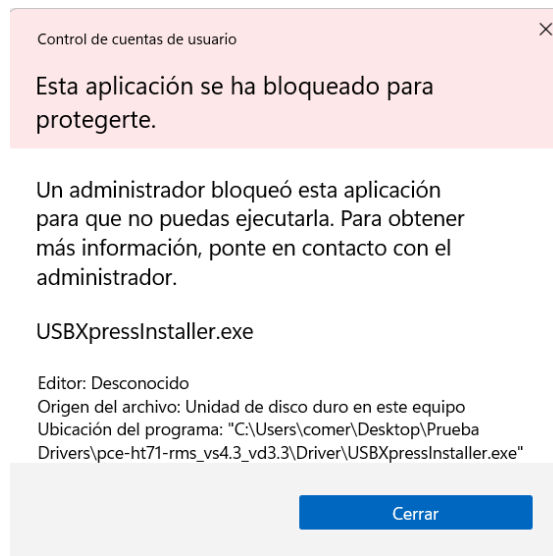 Control de cuentas de usuario
Esta aplicación se ha bloqueado para
protegerte.
Un administrador bloqueó esta aplicación
para que no puedas ejecutarla. Para obtener
más información, ponte en contacto con el
administrador.
USBXpressInstaller.exe
Editor: Desconocido
Origen del archivo: Unidad de disco duro en este equipo
Ubicación del programa: "C:\Users\comer\Desktop\Prueba
Drivers\pce-ht71-rms_vs4.3_vd3.3\Driver\USBXpressInstaller.exe"
Cerrar